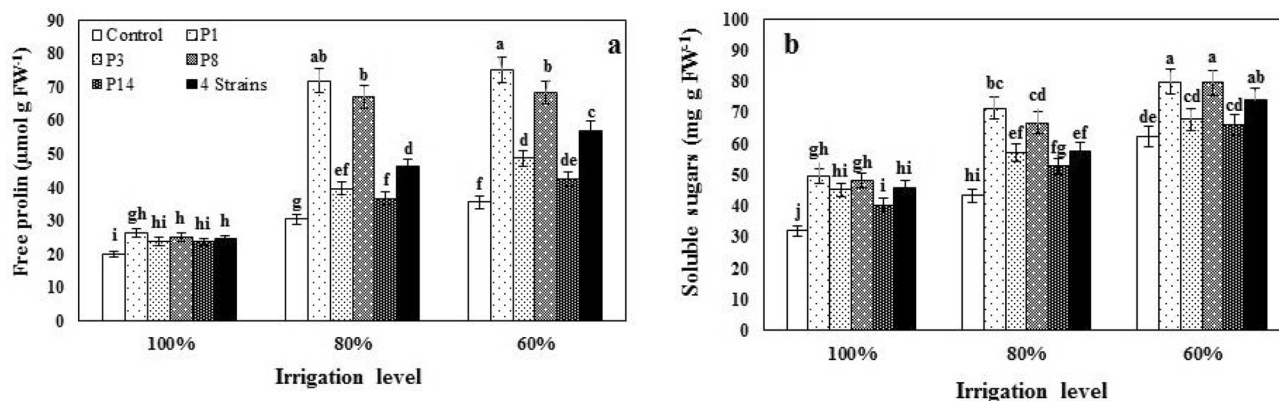 90
80
70
60
50
40
30
20
10
0
Free prolin (μmol g FW-1)
Control P1
P3 P8
P14 4 Strains
a
i gh hi h hi h
g ab ef b f d
f a d b de c
100% 80% 60%
Irrigation level
100
90
80
70
60
50
40
30
20
10
0
Soluble sugars (mg g FW-1)
b
j gh hi gh i hi
hi bc ef cd fg ef
de a cd a cd ab
100% 80% 60%
Irrigation level